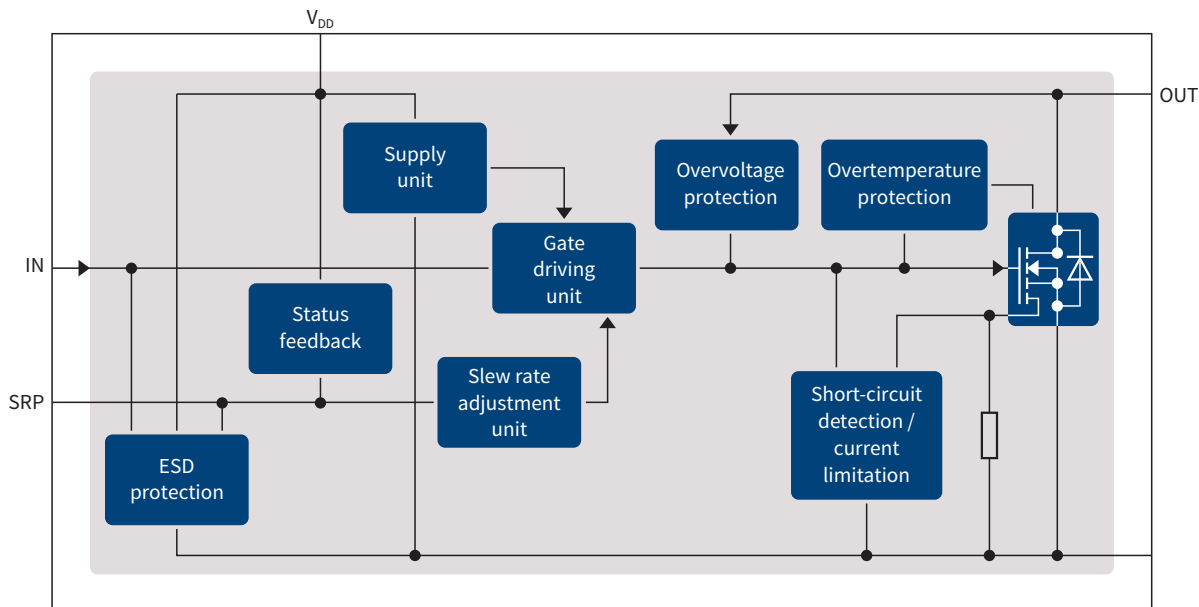 V_DD
OUT
Supply
unit
Overvoltage
protection
Overtemperature
protection
IN
Gate
driving
unit
Status
feedback
SRP
Slew rate
adjustment
unit
Short-circuit
detection /
current
limitation
ESD
protection